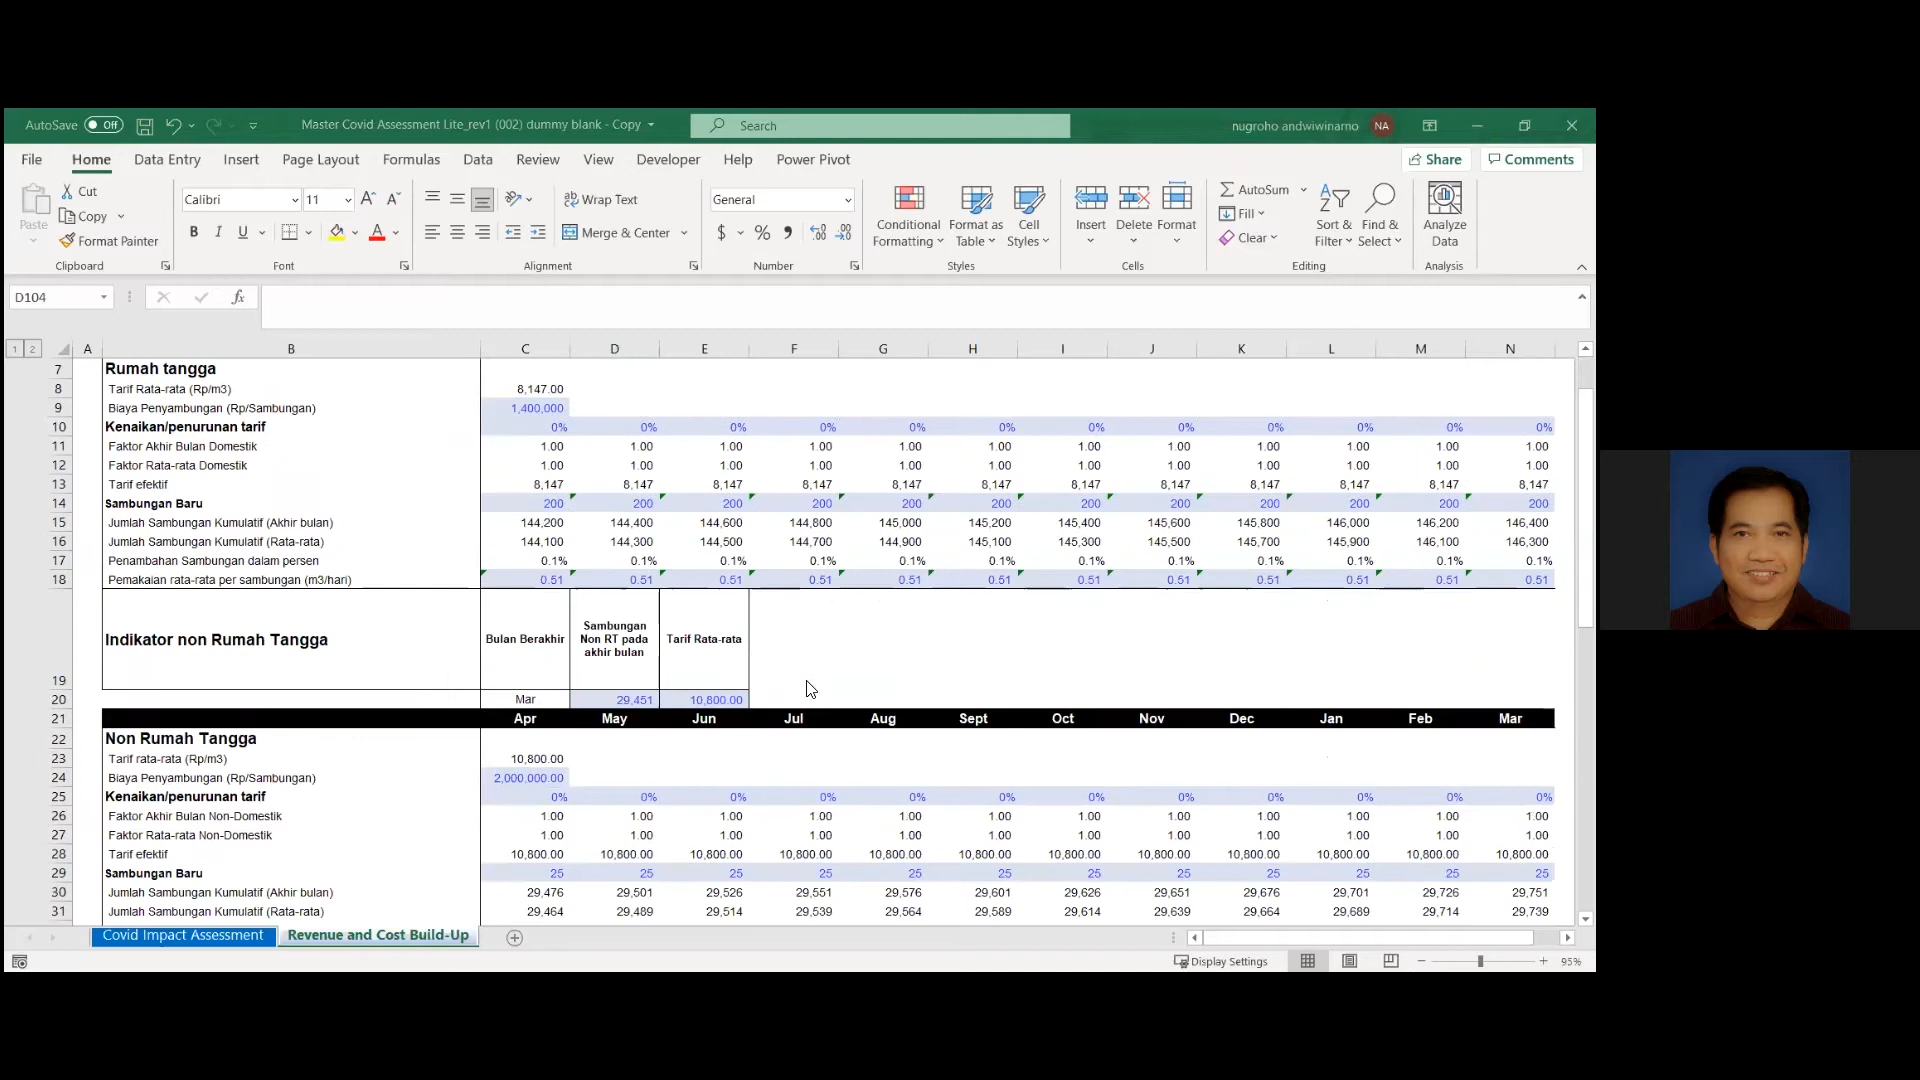 AutoSave Off Master Covid Assessment Lite_rev1 (002) dummy blank - Copy Search nugroho andwiwinarno NA
File Home Data Entry Insert Page Layout Formulas Data Review View Developer Help Power Pivot Share Comments
Paste Cut Copy Format Painter Clipboard
Calibri 11 B I U A Font
Wrap Text Merge & Center Alignment
General $ % Number
Conditional Formatting Format as Table Cell Styles Styles
Insert Delete Format Cells
AutoSum Fill Clear Sort & Filter Find & Select Editing
Analyze Data Analysis
D104 fx
1 2 A B C D E F G H I J K L M N
7 Rumah tangga
8 Tarif Rata-rata (Rp/m3) 8,147.00
9 Biaya Penyambungan (Rp/Sambungan) 1,400,000
10 Kenaikan/penurunan tarif 0% 0% 0% 0% 0% 0% 0% 0% 0% 0% 0% 0%
11 Faktor Akhir Bulan Domestik 1.00 1.00 1.00 1.00 1.00 1.00 1.00 1.00 1.00 1.00 1.00 1.00
12 Faktor Rata-rata Domestik 1.00 1.00 1.00 1.00 1.00 1.00 1.00 1.00 1.00 1.00 1.00 1.00
13 Tarif efektif 8,147 8,147 8,147 8,147 8,147 8,147 8,147 8,147 8,147 8,147 8,147 8,147
14 Sambungan Baru 200 200 200 200 200 200 200 200 200 200 200 200
15 Jumlah Sambungan Kumulatif (Akhir bulan) 144,200 144,400 144,600 144,800 145,000 145,200 145,400 145,600 145,800 146,000 146,200 146,400
16 Jumlah Sambungan Kumulatif (Rata-rata) 144,100 144,300 144,500 144,700 144,900 145,100 145,300 145,500 145,700 145,900 146,100 146,300
17 Penambahan Sambungan dalam persen 0.1% 0.1% 0.1% 0.1% 0.1% 0.1% 0.1% 0.1% 0.1% 0.1% 0.1% 0.1%
18 Pemakaian rata-rata per sambungan (m3/hari) 0.51 0.51 0.51 0.51 0.51 0.51 0.51 0.51 0.51 0.51 0.51 0.51
19 Indikator non Rumah Tangga Bulan Berakhir Sambungan Non RT pada akhir bulan Tarif Rata-rata
20 Mar 29,451 10,800.00
21 Apr May Jun Jul Aug Sept Oct Nov Dec Jan Feb Mar
22 Non Rumah Tangga
23 Tarif rata-rata (Rp/m3) 10,800.00
24 Biaya Penyambungan (Rp/Sambungan) 2,000,000.00
25 Kenaikan/penurunan tarif 0% 0% 0% 0% 0% 0% 0% 0% 0% 0% 0% 0%
26 Faktor Akhir Bulan Non-Domestik 1.00 1.00 1.00 1.00 1.00 1.00 1.00 1.00 1.00 1.00 1.00 1.00
27 Faktor Rata-rata Non-Domestik 1.00 1.00 1.00 1.00 1.00 1.00 1.00 1.00 1.00 1.00 1.00 1.00
28 Tarif efektif 10,800.00 10,800.00 10,800.00 10,800.00 10,800.00 10,800.00 10,800.00 10,800.00 10,800.00 10,800.00 10,800.00 10,800.00
29 Sambungan Baru 25 25 25 25 25 25 25 25 25 25 25 25
30 Jumlah Sambungan Kumulatif (Akhir bulan) 29,476 29,501 29,526 29,551 29,576 29,601 29,626 29,651 29,676 29,701 29,726 29,751
31 Jumlah Sambungan Kumulatif (Rata-rata) 29,464 29,489 29,514 29,539 29,564 29,589 29,614 29,639 29,664 29,689 29,714 29,739
Covid Impact Assessment Revenue and Cost Build-Up
Display Settings 95%